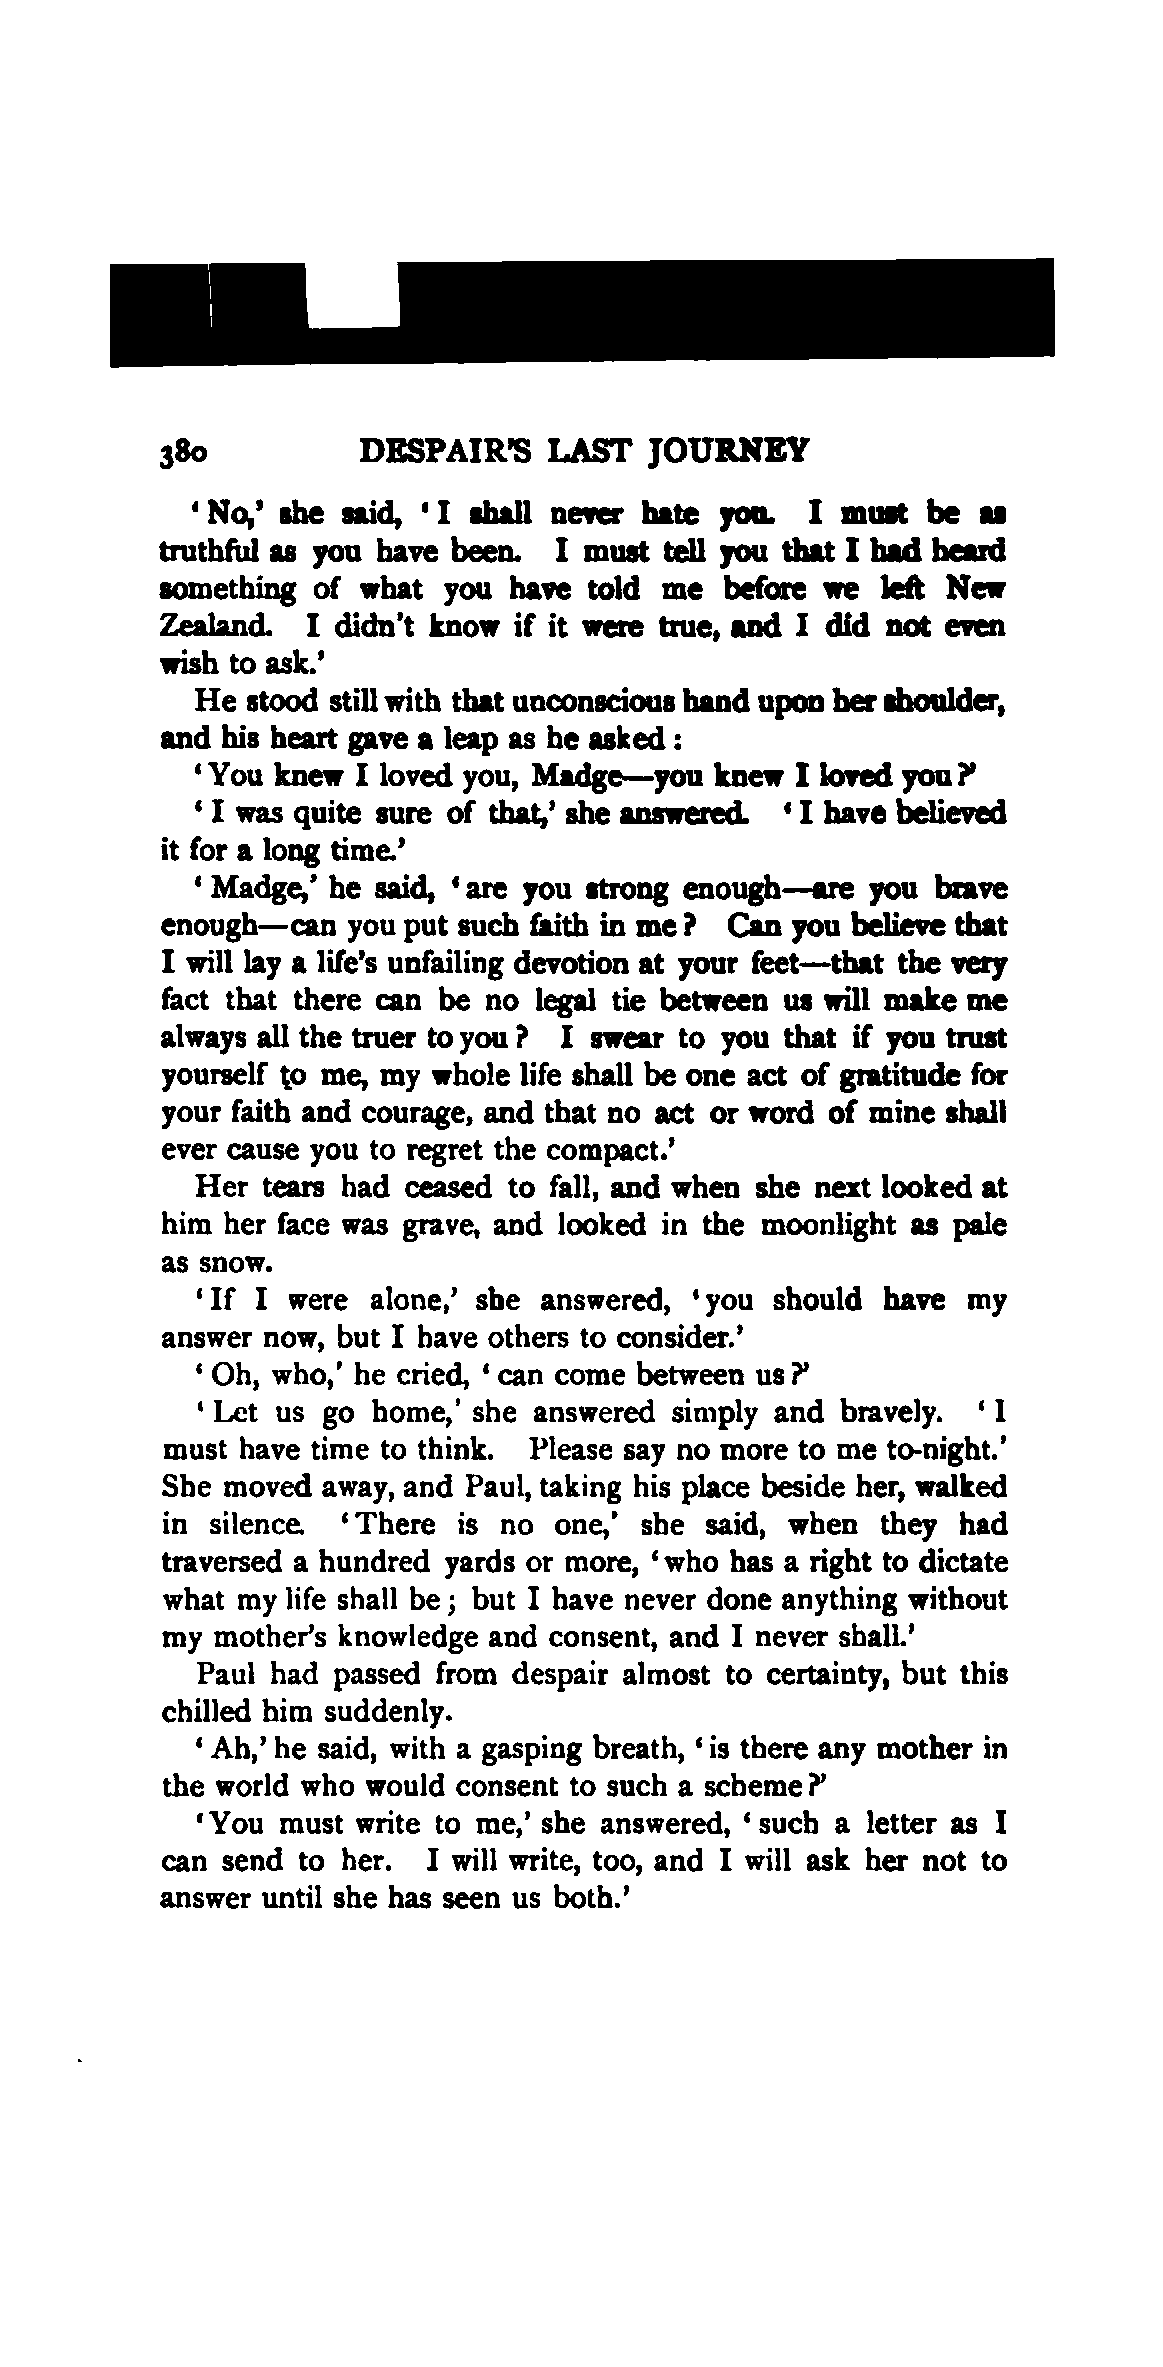 380 DESPAIR'S LAST JOURNEY
‘No,’ she said, ‘I shall never hate you. I must be as
truthful as you have been. I must tell you that I had heard
something of what you have told me before we left New
Zealand. I didn't know if it were true, and I did not even
wish to ask.’
He stood still with that unconscious hand upon her shoulder,
and his heart gave a leap as he asked:
‘You knew I loved you, Madge—you knew I loved you?’
‘I was quite sure of that,’ she answered. ‘I have believed
it for a long time.’
‘Madge,’ he said, ‘are you strong enough—are you brave
enough—can you put such faith in me? Can you believe that
I will lay a life's unfailing devotion at your feet—that the very
fact that there can be no legal tie between us will make me
always all the truer to you? I swear to you that if you trust
yourself to me, my whole life shall be one act of gratitude for
your faith and courage, and that no act or word of mine shall
ever cause you to regret the compact.’
Her tears had ceased to fall, and when she next looked at
him her face was grave, and looked in the moonlight as pale
as snow.
‘If I were alone,’ she answered, ‘you should have my
answer now, but I have others to consider.’
‘Oh, who,’ he cried, ‘can come between us?’
‘Let us go home,’ she answered simply and bravely. ‘I
must have time to think. Please say no more to me to-night.’
She moved away, and Paul, taking his place beside her, walked
in silence. ‘There is no one,’ she said, when they had
traversed a hundred yards or more, ‘who has a right to dictate
what my life shall be; but I have never done anything without
my mother's knowledge and consent, and I never shall.’
Paul had passed from despair almost to certainty, but this
chilled him suddenly.
‘Ah,’ he said, with a gasping breath, ‘is there any mother in
the world who would consent to such a scheme?’
‘You must write to me,’ she answered, ‘such a letter as I
can send to her. I will write, too, and I will ask her not to
answer until she has seen us both.’